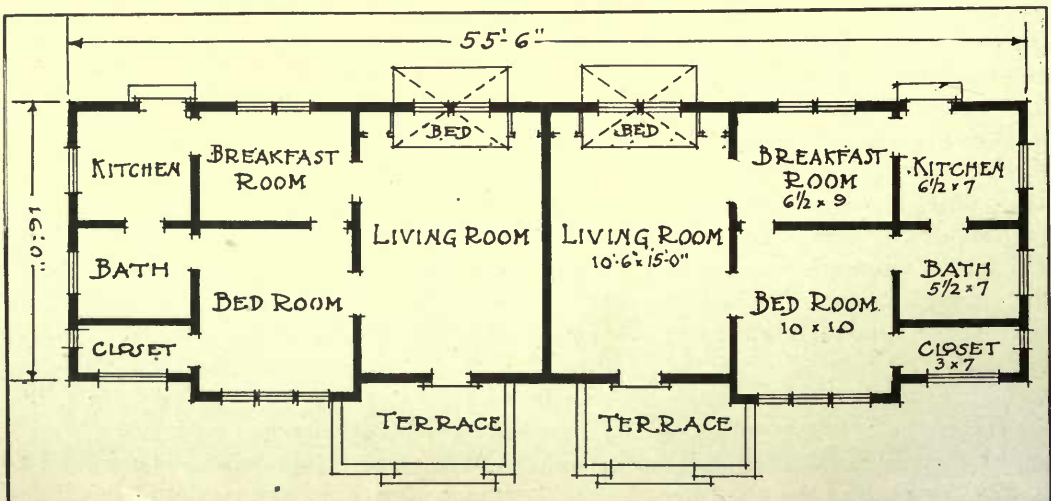 55'-6"
16'-0"
KITCHEN
BREAKFAST
ROOM
BED
BED
BREAKFAST
ROOM
6½ x 9
KITCHEN
6½ x 7
LIVING ROOM
LIVING ROOM
10'-6" x 15'-0"
BATH
BED ROOM
BED ROOM
10 x 10
BATH
5½ x 7
CLOSET
CLOSET
3 x 7
TERRACE
TERRACE